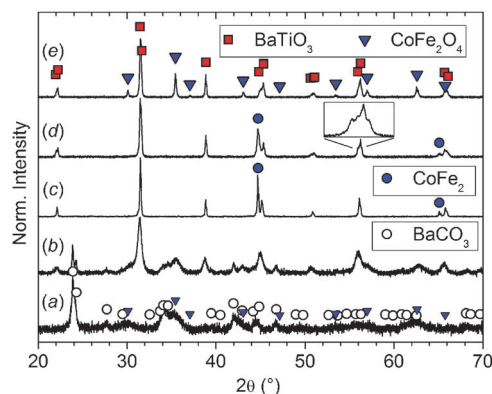 (e)
BaTiO3
CoFe2O4
(d)
CoFe2
(c)
BaCO3
(b)
(a)
Norm. Intensity
20 30 40 50 60 70
2θ (°)